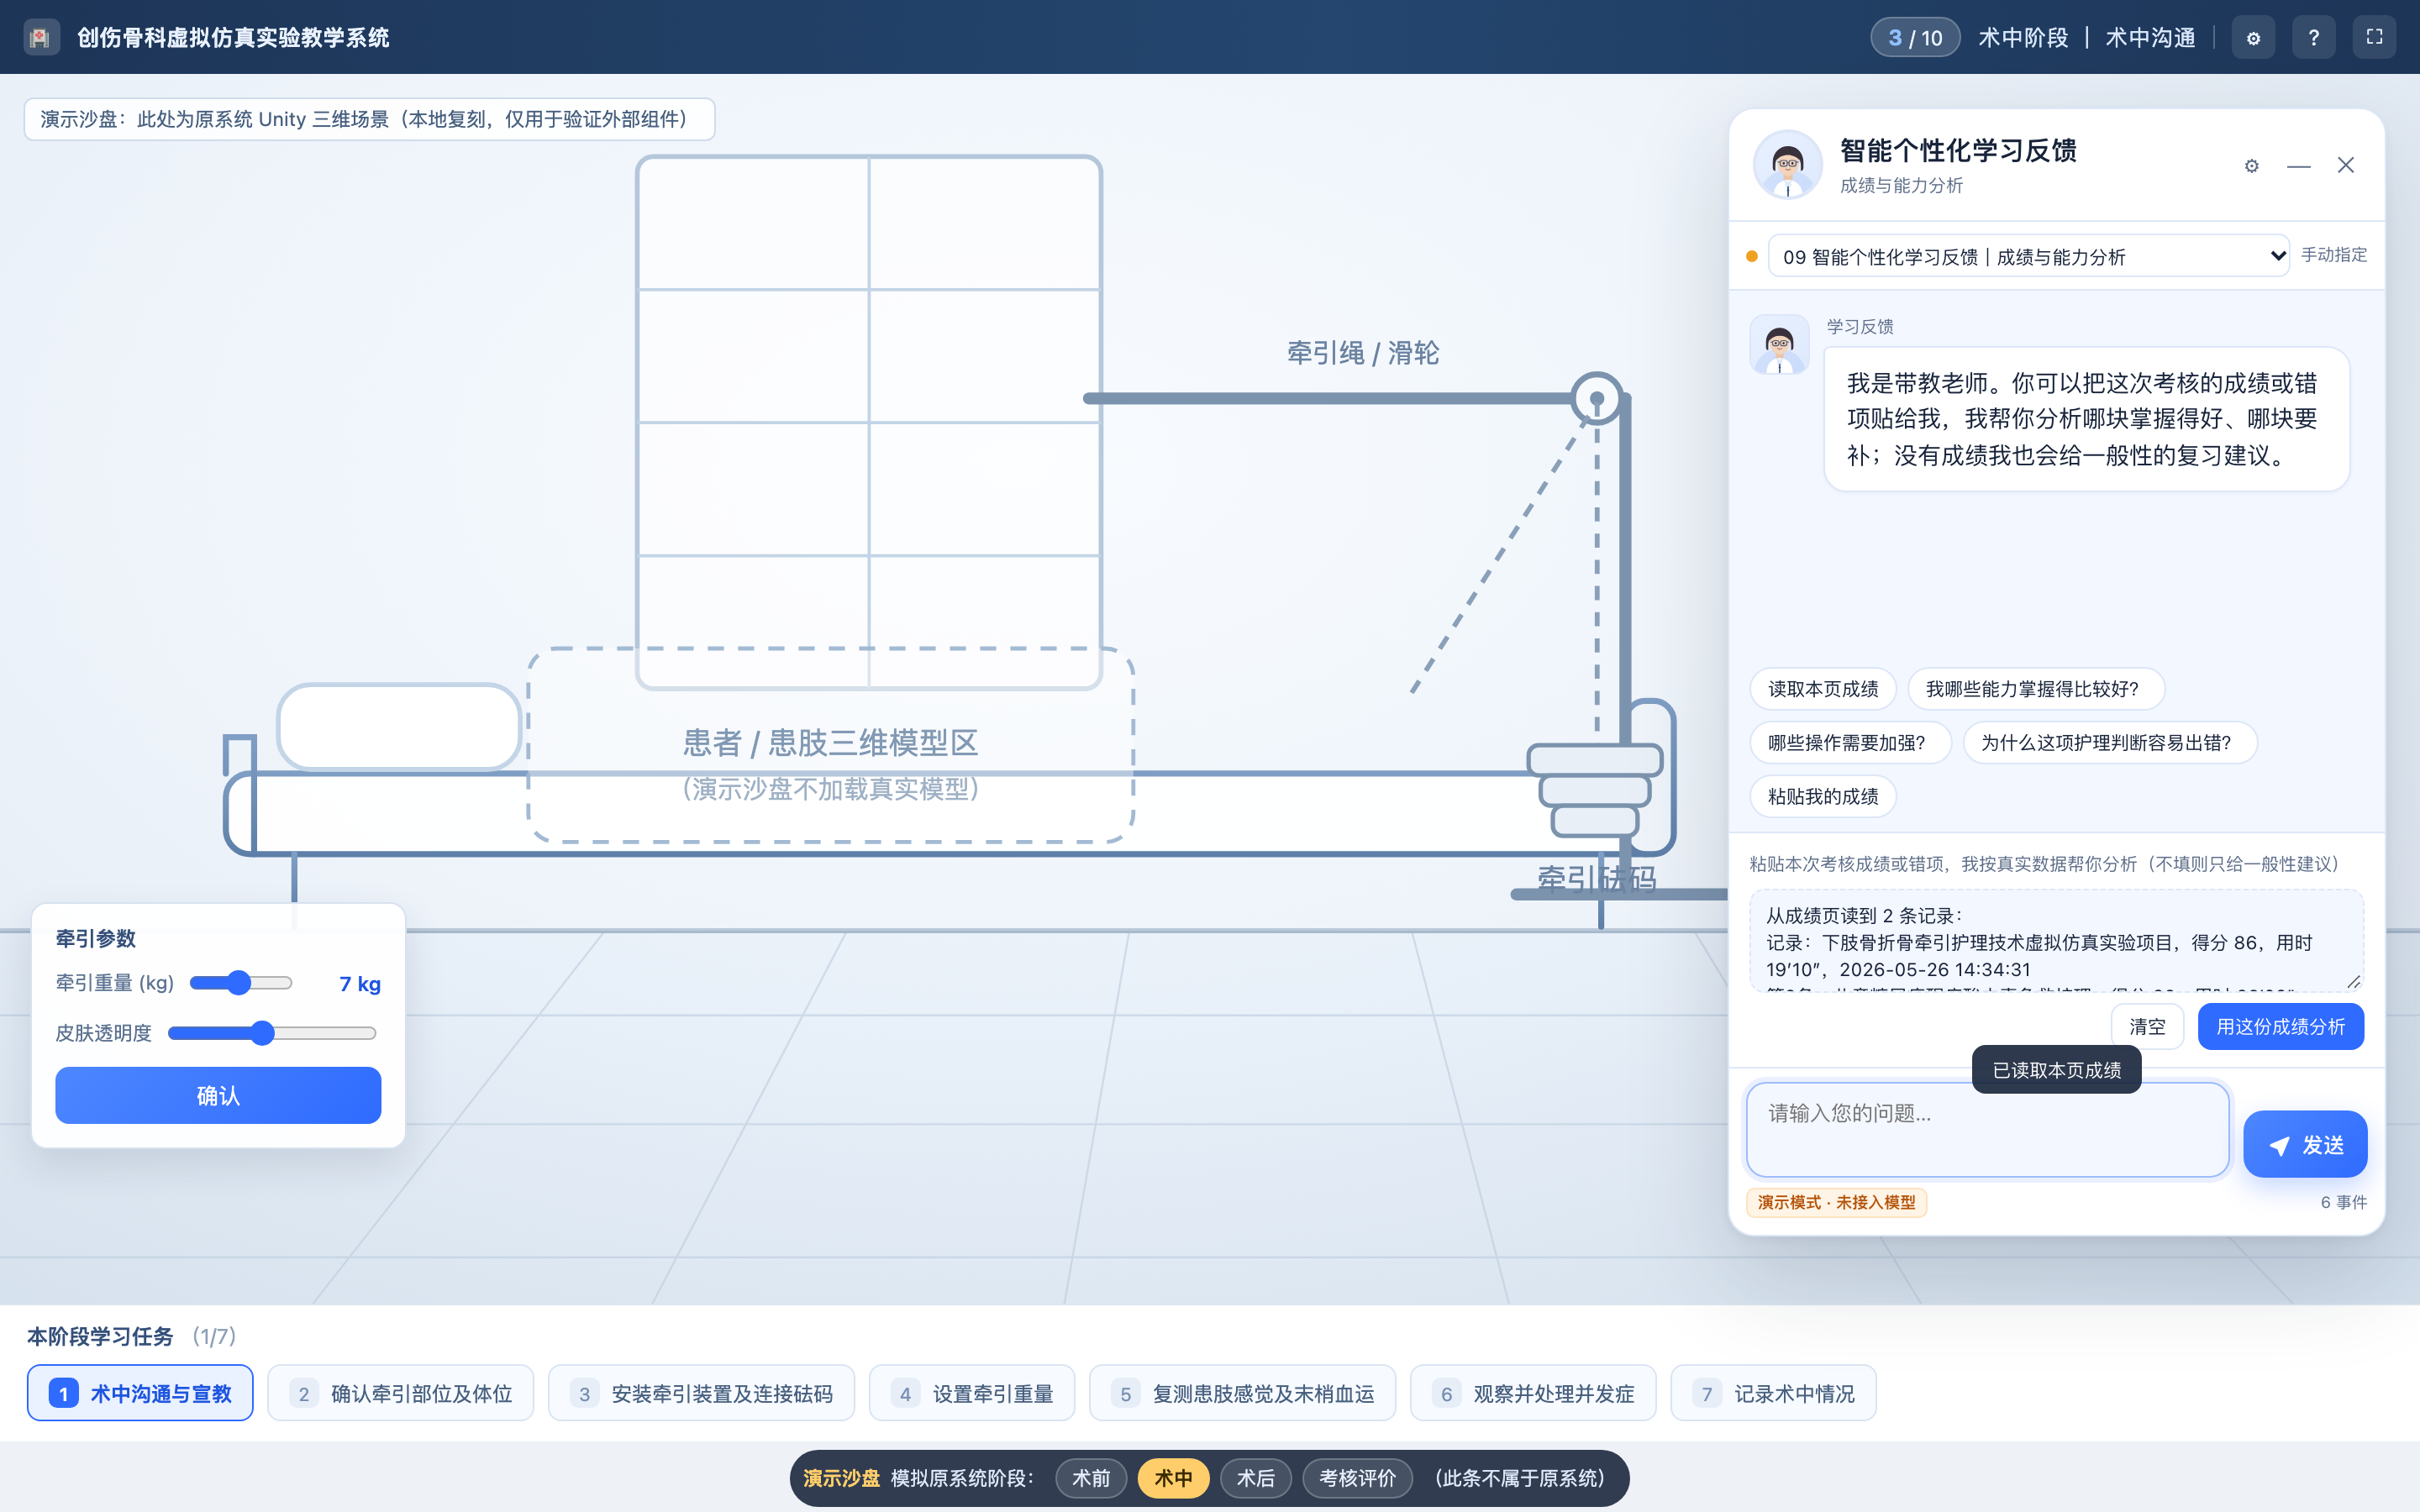 创伤骨科虚拟仿真实验教学系统
3 / 10
术中阶段 | 术中沟通
?
演示沙盘：此处为原系统 Unity 三维场景（本地复刻，仅用于验证外部组件）
牵引绳 / 滑轮
患者 / 患肢三维模型区
（演示沙盘不加载真实模型）
牵引砝码
牵引参数
牵引重量 (kg)
7 kg
皮肤透明度
确认
智能个性化学习反馈
成绩与能力分析
09 智能个性化学习反馈｜成绩与能力分析
手动指定
学习反馈
我是带教老师。你可以把这次考核的成绩或错
项贴给我，我帮你分析哪块掌握得好、哪块要
补；没有成绩我也会给一般性的复习建议。
读取本页成绩
我哪些能力掌握得比较好？
哪些操作需要加强？
为什么这项护理判断容易出错？
粘贴我的成绩
粘贴本次考核成绩或错项，我按真实数据帮你分析（不填则只给一般性建议）
从成绩页读到 2 条记录：
记录：下肢骨折骨牵引护理技术虚拟仿真实验项目，得分 86，用时
19′10″，2026-05-26 14:34:31
清空
用这份成绩分析
已读取本页成绩
请输入您的问题...
发送
演示模式 · 未接入模型
6 事件
本阶段学习任务 （1/7）
1 术中沟通与宣教
2 确认牵引部位及体位
3 安装牵引装置及连接砝码
4 设置牵引重量
5 复测患肢感觉及末梢血运
6 观察并处理并发症
7 记录术中情况
演示沙盘 模拟原系统阶段： 术前 术中 术后 考核评价 （此条不属于原系统）